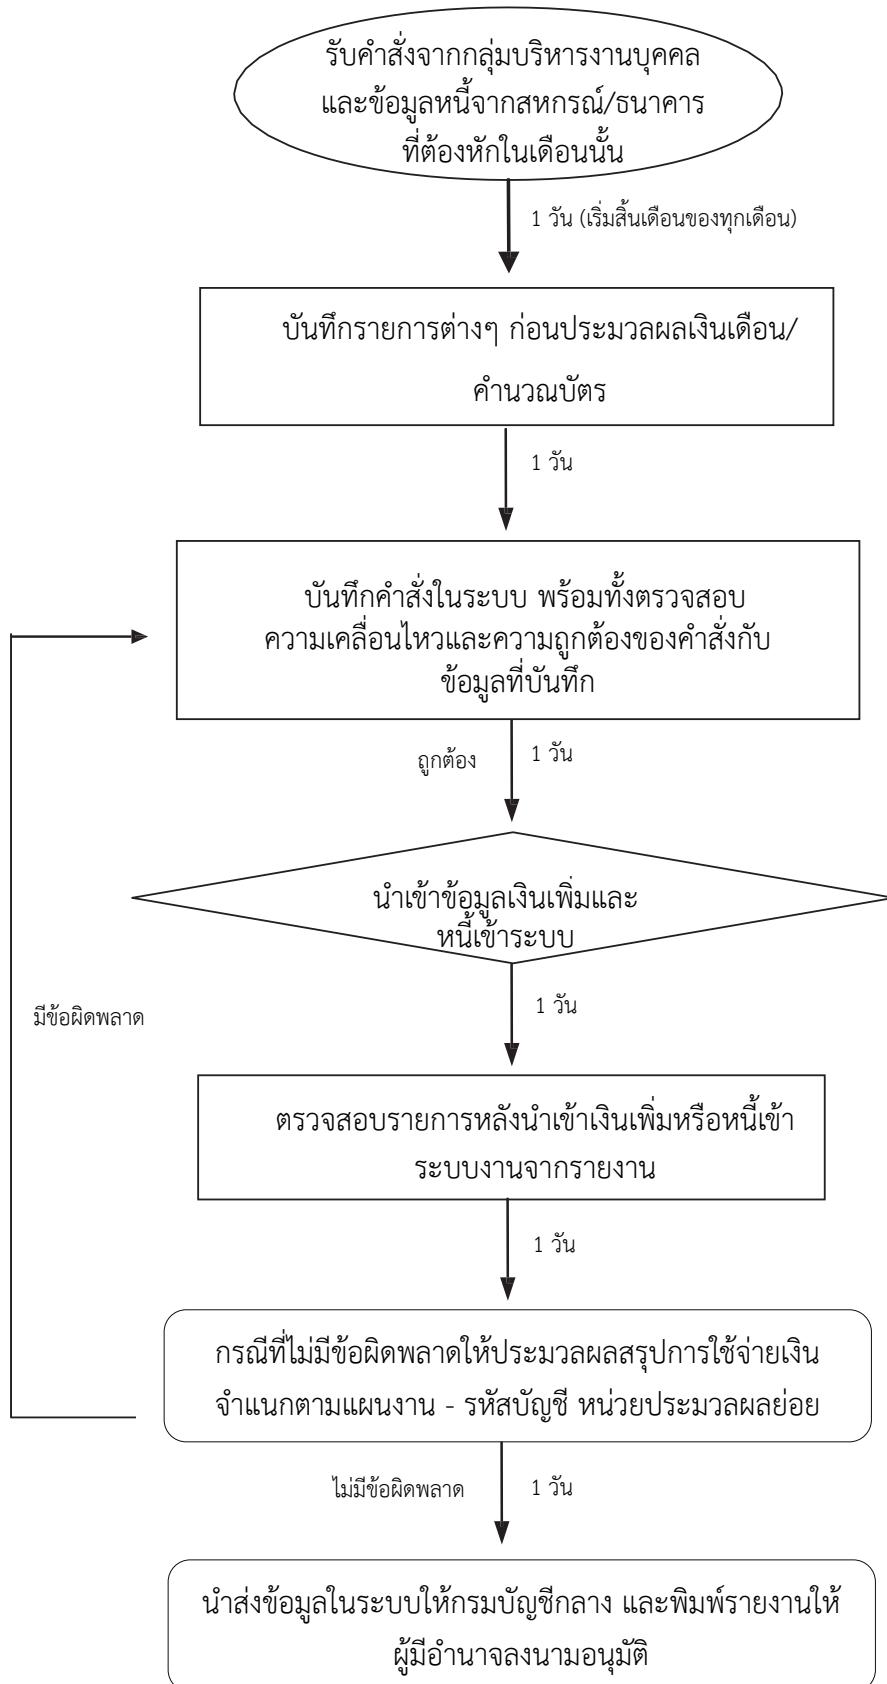 รับคำสั่งจากกลุ่มบริหารงานบุคคล
และข้อมูลหนี้จากสหกรณ์/ธนาคาร
ที่ต้องหักในเดือนนั้น
1 วัน (เริ่มสิ้นเดือนของทุกเดือน)
บันทึกรายการต่างๆ ก่อนประมวลผลเงินเดือน/
คำนวณบัตร
1 วัน
บันทึกคำสั่งในระบบ พร้อมทั้งตรวจสอบ
ความเคลื่อนไหวและความถูกต้องของคำสั่งกับ
ข้อมูลที่บันทึก
ถูกต้อง 1 วัน
นำเข้าข้อมูลเงินเพิ่มและ
หนี้เข้าระบบ
1 วัน
มีข้อผิดพลาด
ตรวจสอบรายการหลังนำเข้าเงินเพิ่มหรือหนี้เข้า
ระบบงานจากรายงาน
1 วัน
กรณีที่ไม่มีข้อผิดพลาดให้ประมวลผลสรุปการใช้จ่ายเงิน
จำแนกตามแผนงาน - รหัสบัญชี หน่วยประมวลผลย่อย
ไม่มีข้อผิดพลาด 1 วัน
นำส่งข้อมูลในระบบให้กรมบัญชีกลาง และพิมพ์รายงานให้
ผู้มีอำนาจลงนามอนุมัติ